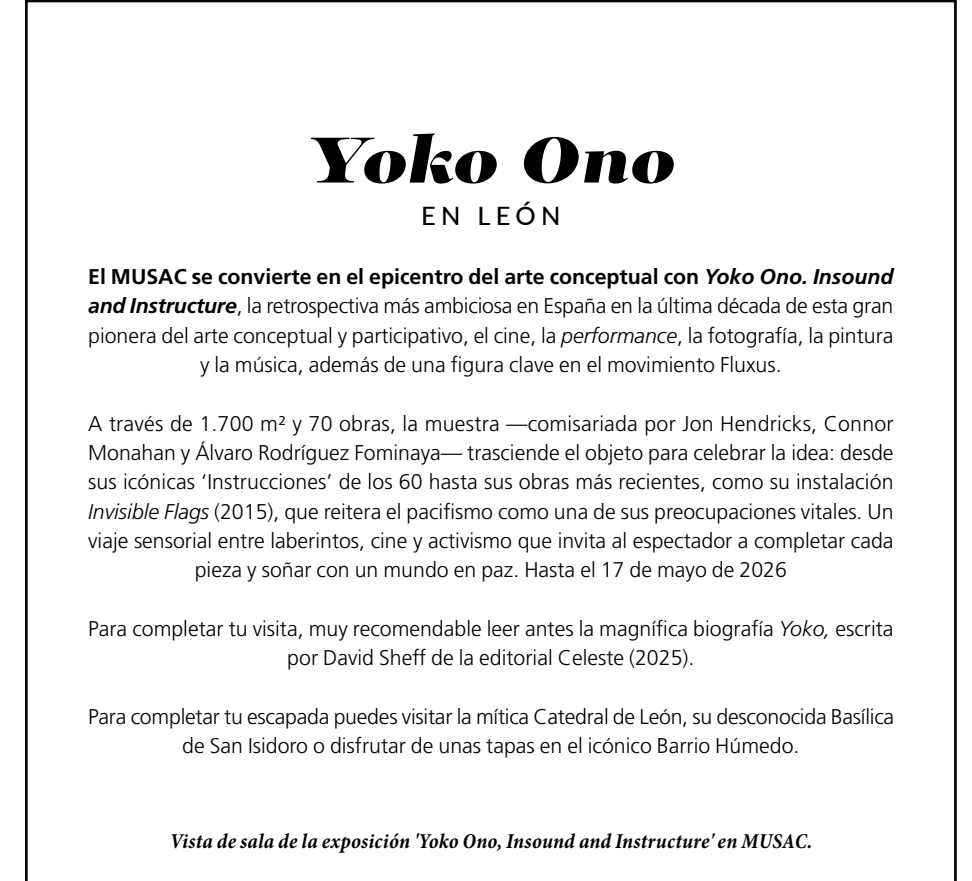 Yoko Ono
EN LEÓN
El MUSAC se convierte en el epicentro del arte conceptual con Yoko Ono. Insound
and Instructure, la retrospectiva más ambiciosa en España en la última década de esta gran
pionera del arte conceptual y participativo, el cine, la performance, la fotografía, la pintura
y la música, además de una figura clave en el movimiento Fluxus.
A través de 1.700 m² y 70 obras, la muestra —comisariada por Jon Hendricks, Connor
Monahan y Álvaro Rodríguez Fominaya— trasciende el objeto para celebrar la idea: desde
sus icónicas ‘Instrucciones’ de los 60 hasta sus obras más recientes, como su instalación
Invisible Flags (2015), que reitera el pacifismo como una de sus preocupaciones vitales. Un
viaje sensorial entre laberintos, cine y activismo que invita al espectador a completar cada
pieza y soñar con un mundo en paz. Hasta el 17 de mayo de 2026
Para completar tu visita, muy recomendable leer antes la magnífica biografía Yoko, escrita
por David Sheff de la editorial Celeste (2025).
Para completar tu escapada puedes visitar la mítica Catedral de León, su desconocida Basílica
de San Isidoro o disfrutar de unas tapas en el icónico Barrio Húmedo.
Vista de sala de la exposición 'Yoko Ono, Insound and Instructure' en MUSAC.